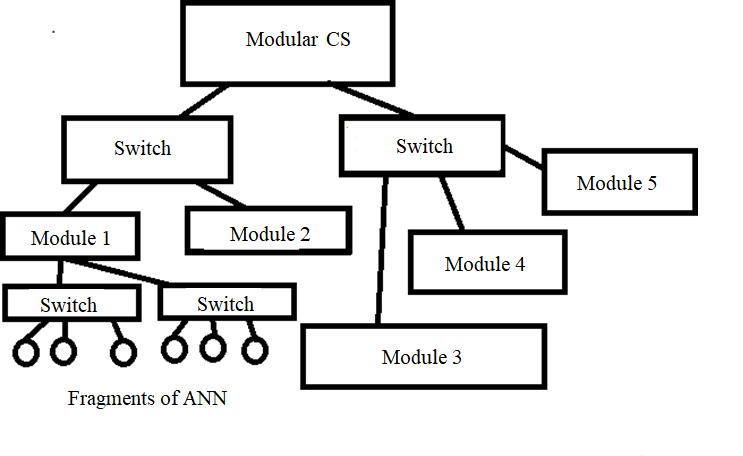 Modular CS
Switch
Switch
Module 5
Module 1
Module 2
Module 4
Switch
Switch
Module 3
Fragments of ANN